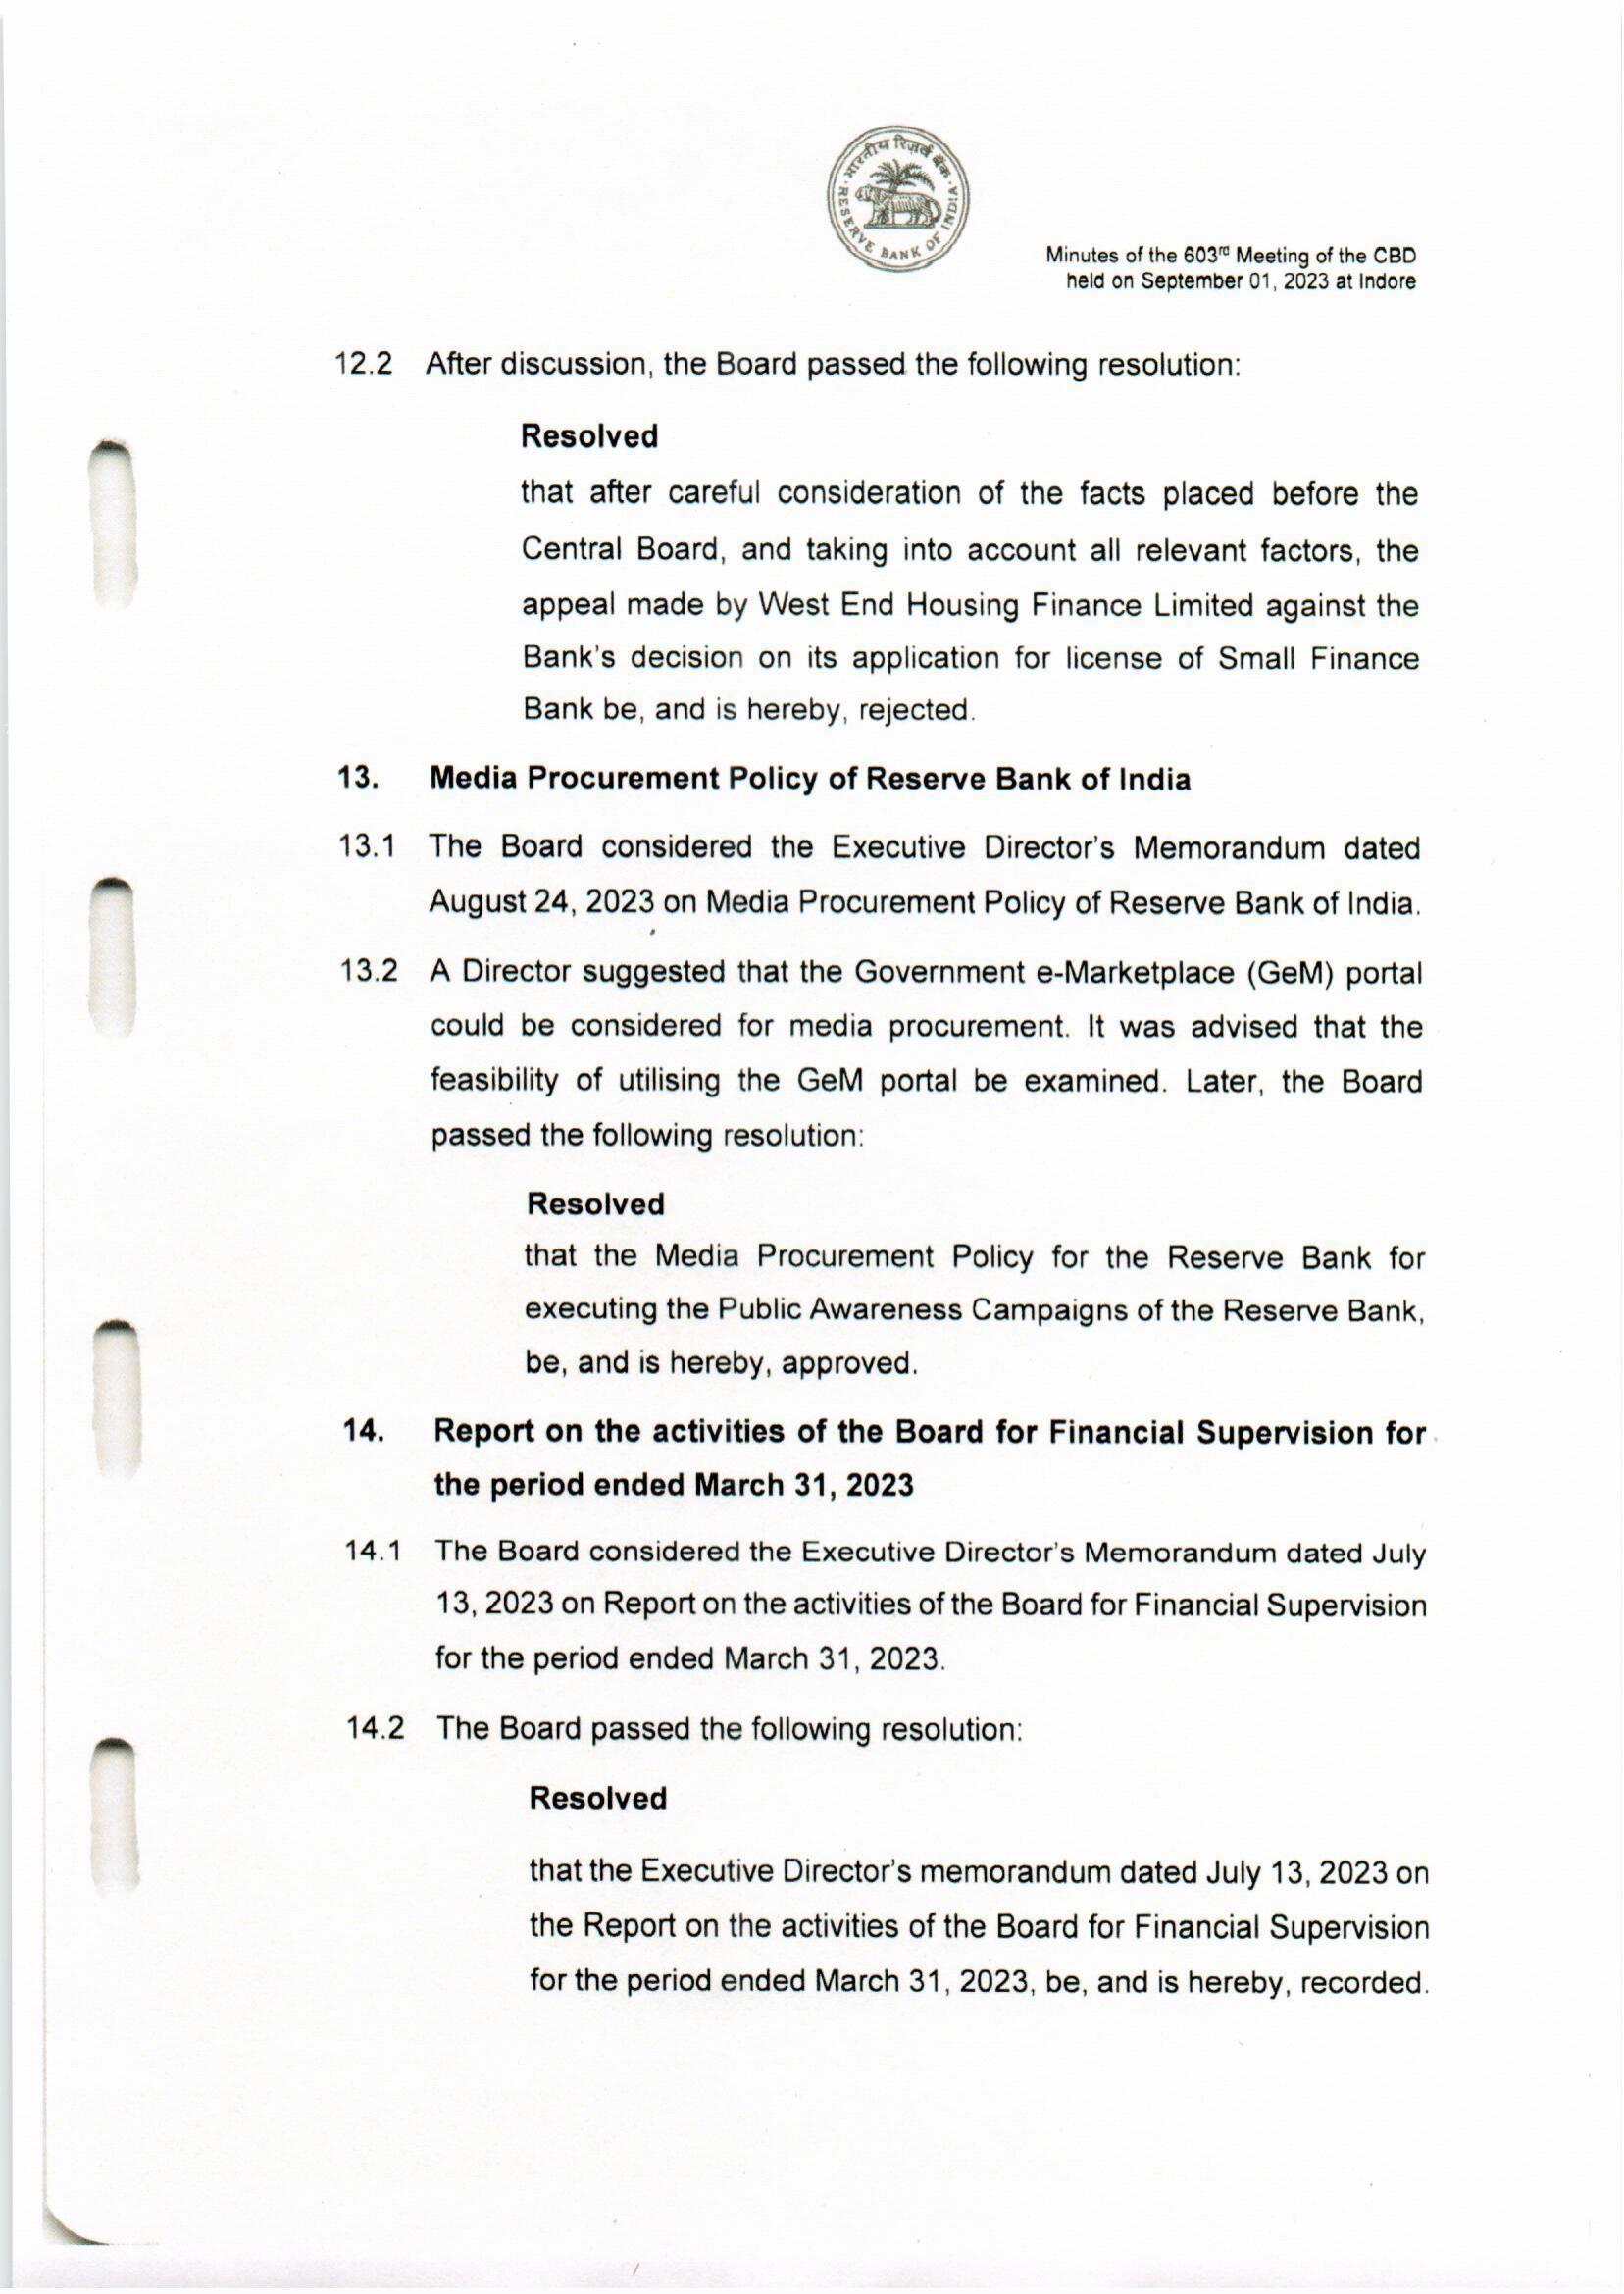 भारतीय रिज़र्व बैंक
RESERVE BANK OF INDIA
Minutes of the 603rd Meeting of the CBD
held on September 01, 2023 at Indore
12.2 After discussion, the Board passed the following resolution:
Resolved
that after careful consideration of the facts placed before the
Central Board, and taking into account all relevant factors, the
appeal made by West End Housing Finance Limited against the
Bank's decision on its application for license of Small Finance
Bank be, and is hereby, rejected.
13. Media Procurement Policy of Reserve Bank of India
13.1 The Board considered the Executive Director's Memorandum dated
August 24, 2023 on Media Procurement Policy of Reserve Bank of India.
13.2 A Director suggested that the Government e-Marketplace (GeM) portal
could be considered for media procurement. It was advised that the
feasibility of utilising the GeM portal be examined. Later, the Board
passed the following resolution:
Resolved
that the Media Procurement Policy for the Reserve Bank for
executing the Public Awareness Campaigns of the Reserve Bank,
be, and is hereby, approved.
14. Report on the activities of the Board for Financial Supervision for
the period ended March 31, 2023
14.1 The Board considered the Executive Director's Memorandum dated July
13, 2023 on Report on the activities of the Board for Financial Supervision
for the period ended March 31, 2023.
14.2 The Board passed the following resolution:
Resolved
that the Executive Director's memorandum dated July 13, 2023 on
the Report on the activities of the Board for Financial Supervision
for the period ended March 31, 2023, be, and is hereby, recorded.